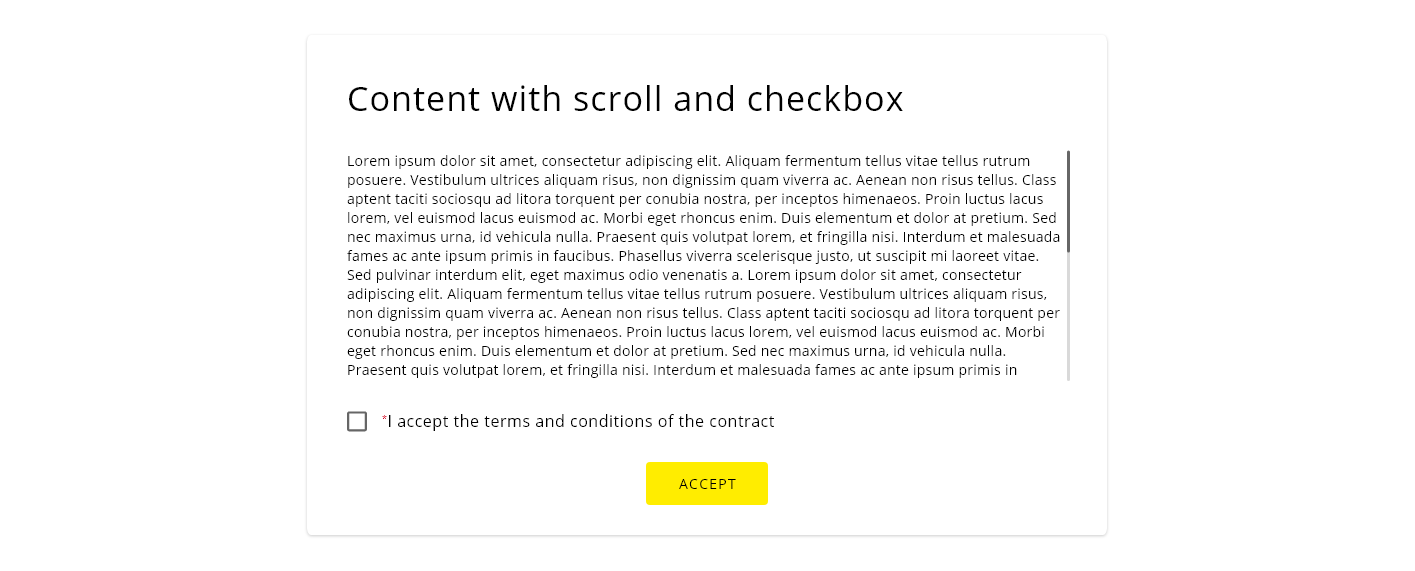 Content with scroll and checkbox
Lorem ipsum dolor sit amet, consectetur adipiscing elit. Aliquam fermentum tellus vitae tellus rutrum
posuere. Vestibulum ultrices aliquam risus, non dignissim quam viverra ac. Aenean non risus tellus. Class
aptent taciti sociosqu ad litora torquent per conubia nostra, per inceptos himenaeos. Proin luctus lacus
lorem, vel euismod lacus euismod ac. Morbi eget rhoncus enim. Duis elementum et dolor at pretium. Sed
nec maximus urna, id vehicula nulla. Praesent quis volutpat lorem, et fringilla nisi. Interdum et malesuada
fames ac ante ipsum primis in faucibus. Phasellus viverra scelerisque justo, ut suscipit mi laoreet vitae.
Sed pulvinar interdum elit, eget maximus odio venenatis a. Lorem ipsum dolor sit amet, consectetur
adipiscing elit. Aliquam fermentum tellus vitae tellus rutrum posuere. Vestibulum ultrices aliquam risus,
non dignissim quam viverra ac. Aenean non risus tellus. Class aptent taciti sociosqu ad litora torquent per
conubia nostra, per inceptos himenaeos. Proin luctus lacus lorem, vel euismod lacus euismod ac. Morbi
eget rhoncus enim. Duis elementum et dolor at pretium. Sed nec maximus urna, id vehicula nulla.
Praesent quis volutpat lorem, et fringilla nisi. Interdum et malesuada fames ac ante ipsum primis in
*I accept the terms and conditions of the contract
ACCEPT